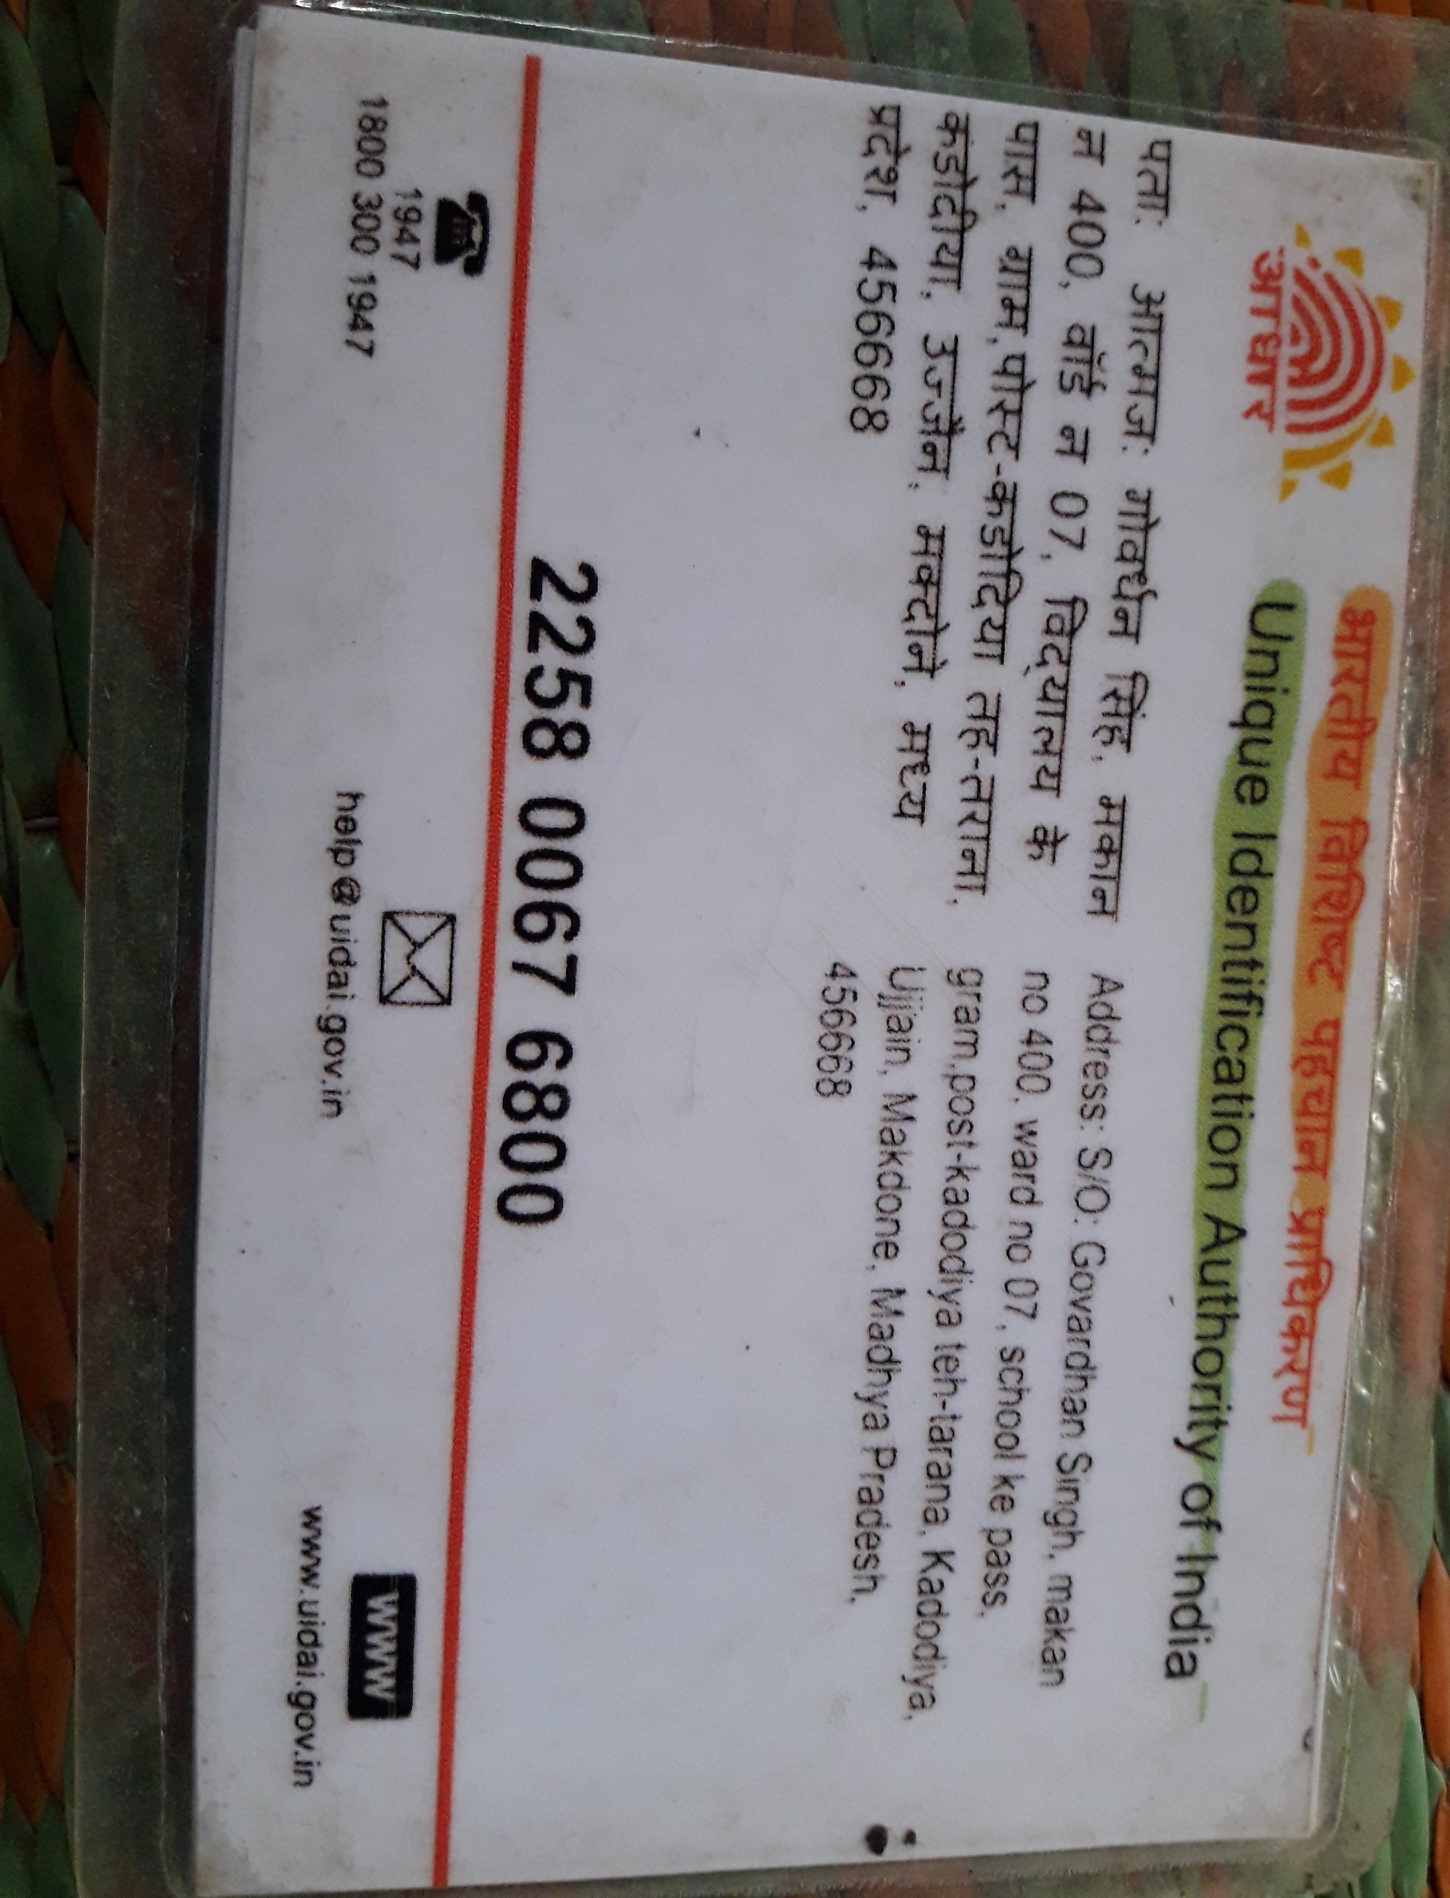 आधार
भारतीय विशिष्ट पहचान प्राधिकरण
Unique Identification Authority of India
पता: आत्मज: गोवर्धन सिंह, मकान
न 400, वॉर्ड न 07, विद्यालय के
पास, ग्राम,पोस्ट-कडोदिया तह-तराना,
कडोदीया, उज्जैन, मक्दोने, मध्य
प्रदेश, 456668
Address: S/O: Govardhan Singh, makan
no 400, ward no 07, school ke pass,
gram,post-kadodiya teh-tarana, Kadodiya,
Ujjain, Makdone, Madhya Pradesh,
456668
2258 0067 6800
1947
1800 300 1947
help@uidai.gov.in
www
www.uidai.gov.in